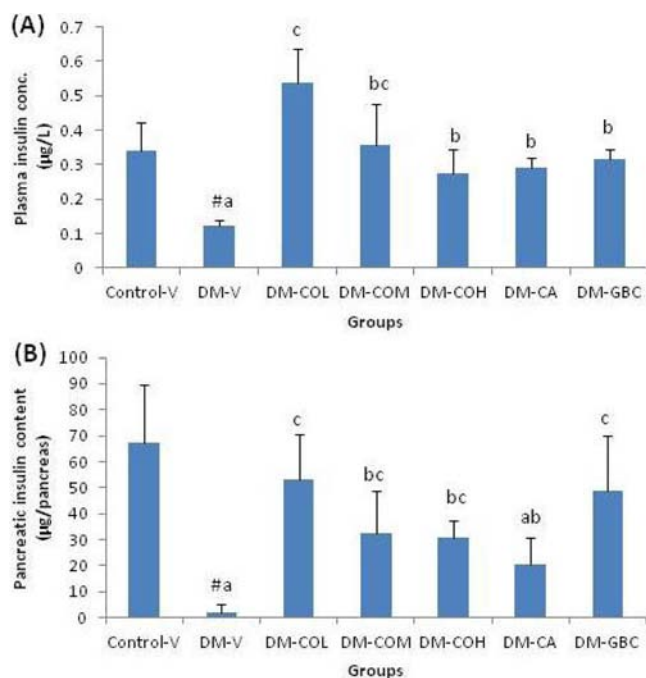 (A)
Plasma insulin conc.
(µg/L)
0.7
0.6
0.5
0.4
0.3
0.2
0.1
0
#a
c
bc
b
b
b
Control-V DM-V DM-COL DM-COM DM-COH DM-CA DM-GBC
Groups
(B)
Pancreatic insulin content
(µg/pancreas)
100
90
80
70
60
50
40
30
20
10
0
#a
c
bc
bc
ab
c
Control-V DM-V DM-COL DM-COM DM-COH DM-CA DM-GBC
Groups